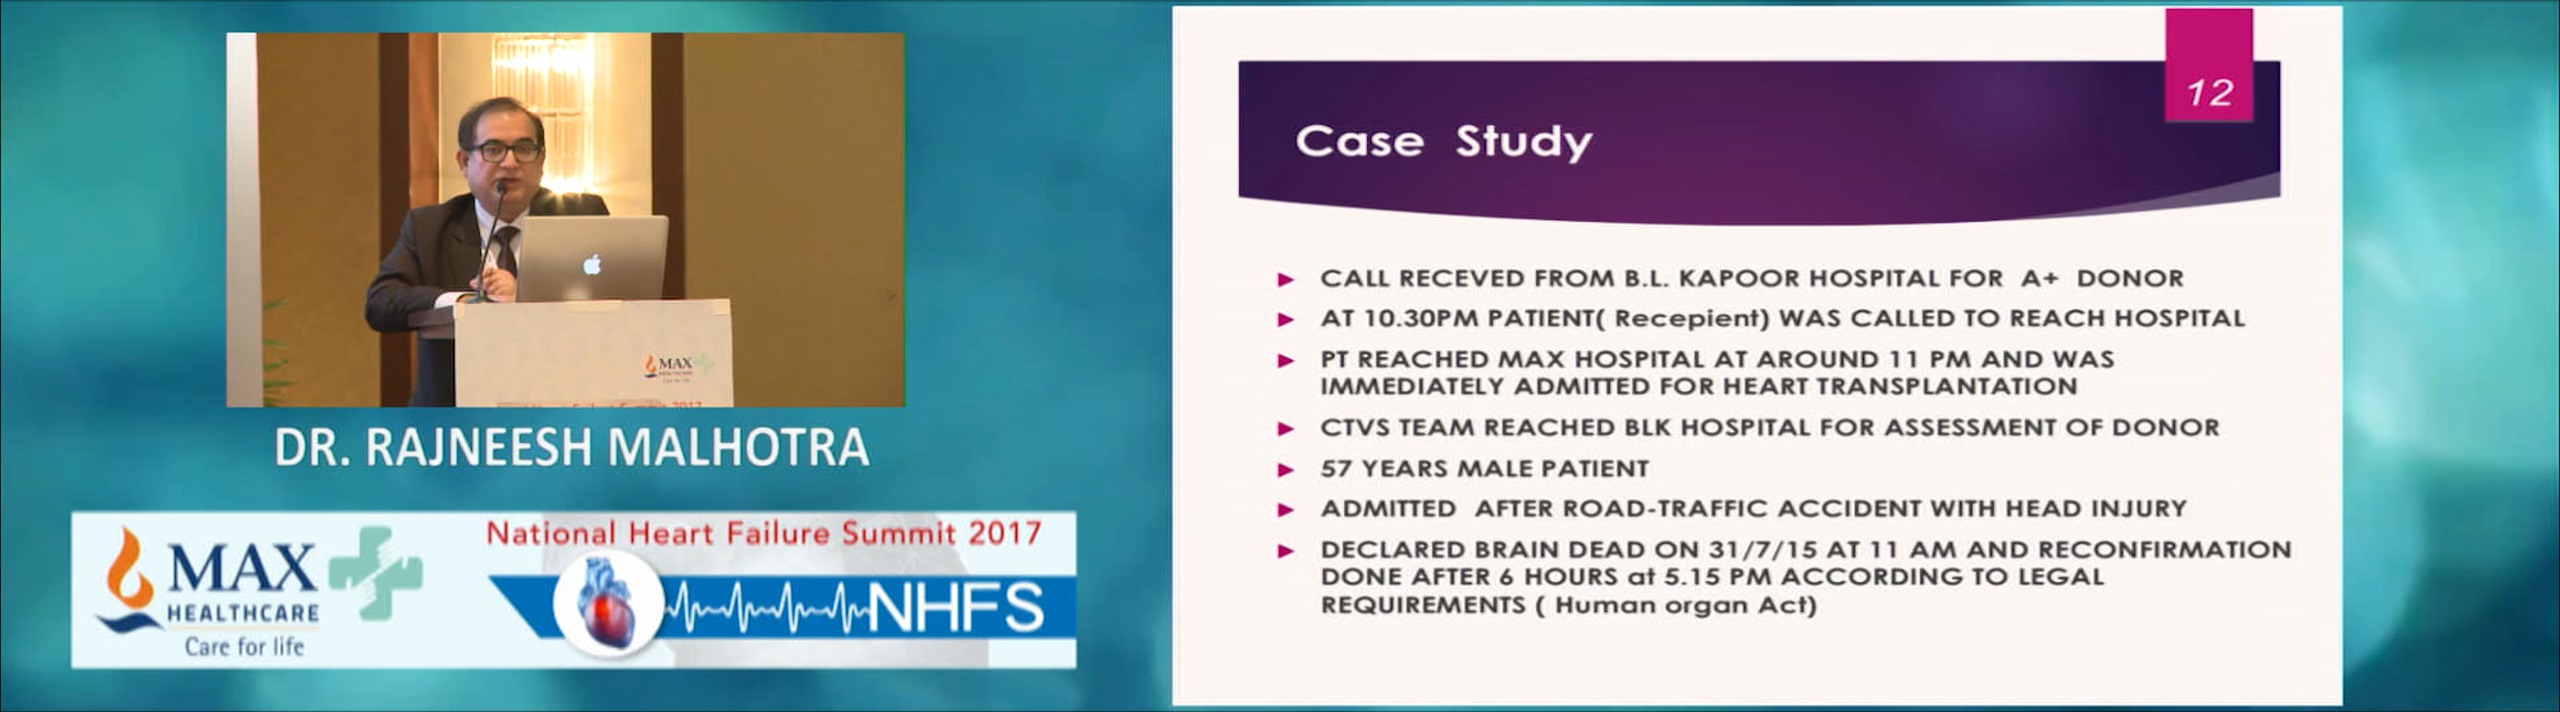 MAX
HEALTHCARE
Care for life
DR. RAJNEESH MALHOTRA
MAX
HEALTHCARE
Care for life
National Heart Failure Summit 2017
NHFS
12
Case Study
CALL RECEVED FROM B.L. KAPOOR HOSPITAL FOR A+ DONOR
AT 10.30PM PATIENT( Recepient) WAS CALLED TO REACH HOSPITAL
PT REACHED MAX HOSPITAL AT AROUND 11 PM AND WAS
IMMEDIATELY ADMITTED FOR HEART TRANSPLANTATION
CTVS TEAM REACHED BLK HOSPITAL FOR ASSESSMENT OF DONOR
57 YEARS MALE PATIENT
ADMITTED AFTER ROAD-TRAFFIC ACCIDENT WITH HEAD INJURY
DECLARED BRAIN DEAD ON 31/7/15 AT 11 AM AND RECONFIRMATION
DONE AFTER 6 HOURS at 5.15 PM ACCORDING TO LEGAL
REQUIREMENTS ( Human organ Act)